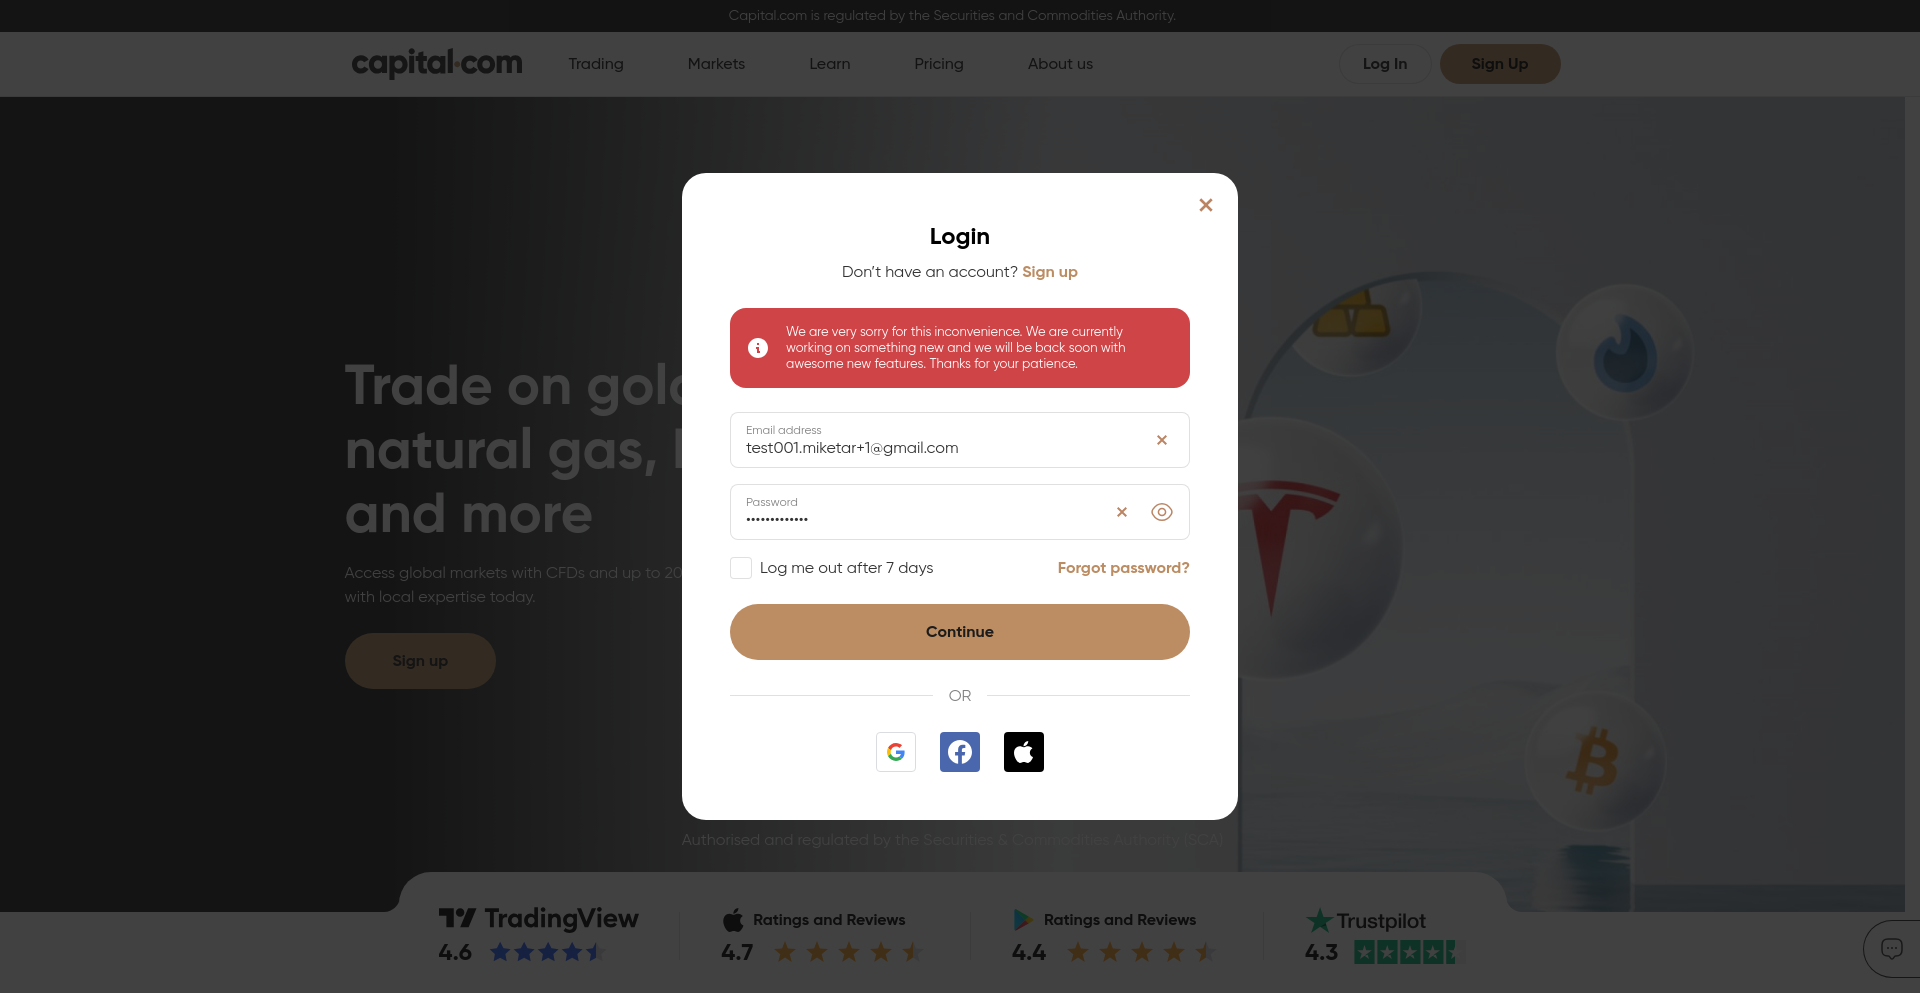 Capital.com is regulated by the Securities and Commodities Authority.
capital.com
Trading
Markets
Learn
Pricing
About us
Log In
Sign Up
Login
Don't have an account? Sign up
We are very sorry for this inconvenience. We are currently
working on something new and we will be back soon with
awesome new features. Thanks for your patience.
Email address
test001.miketar+1@gmail.com
Password
•••••••••••••
Log me out after 7 days
Forgot password?
Continue
OR
Trade on gol
natural gas,
and more
Access global markets with CFDs and up to 20
with local expertise today.
Sign up
Authorised and regulated by the Securities & Commodities Authority (SCA)
TradingView
4.6
Ratings and Reviews
4.7
Ratings and Reviews
4.4
Trustpilot
4.3